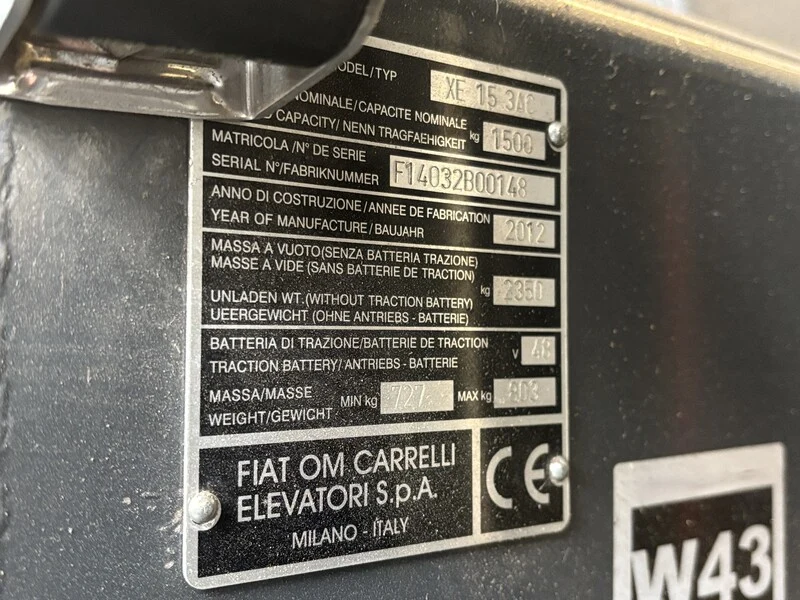 ODEL/TYP XE 15 3AC
NOMINALE/CAPACITE NOMINALE
CAPACITY/ NENN TRAGFAEHIGKEIT kg 1500
MATRICOLA/N° DE SERIE
SERIAL N°/FABRIKNUMMER F14032B00148
ANNO DI COSTRUZIONE/ANNEE DE FABRICATION
YEAR OF MANUFACTURE/BAUJAHR 2012
MASSA A VUOTO(SENZA BATTERIA TRAZIONE)
MASSE A VIDE (SANS BATTERIE DE TRACTION)
kg 2350
UNLADEN WT.(WITHOUT TRACTION BATTERY)
UEERGEWICHT (OHNE ANTRIEBS - BATTERIE)
BATTERIA DI TRAZIONE/BATTERIE DE TRACTION V 48
TRACTION BATTERY/ ANTRIEBS - BATTERIE
MASSA/MASSE MIN kg 727 MAX kg 803
WEIGHT/GEWICHT
FIAT OM CARRELLI
ELEVATORI S.p.A.
MILANO - ITALY
CE
W43